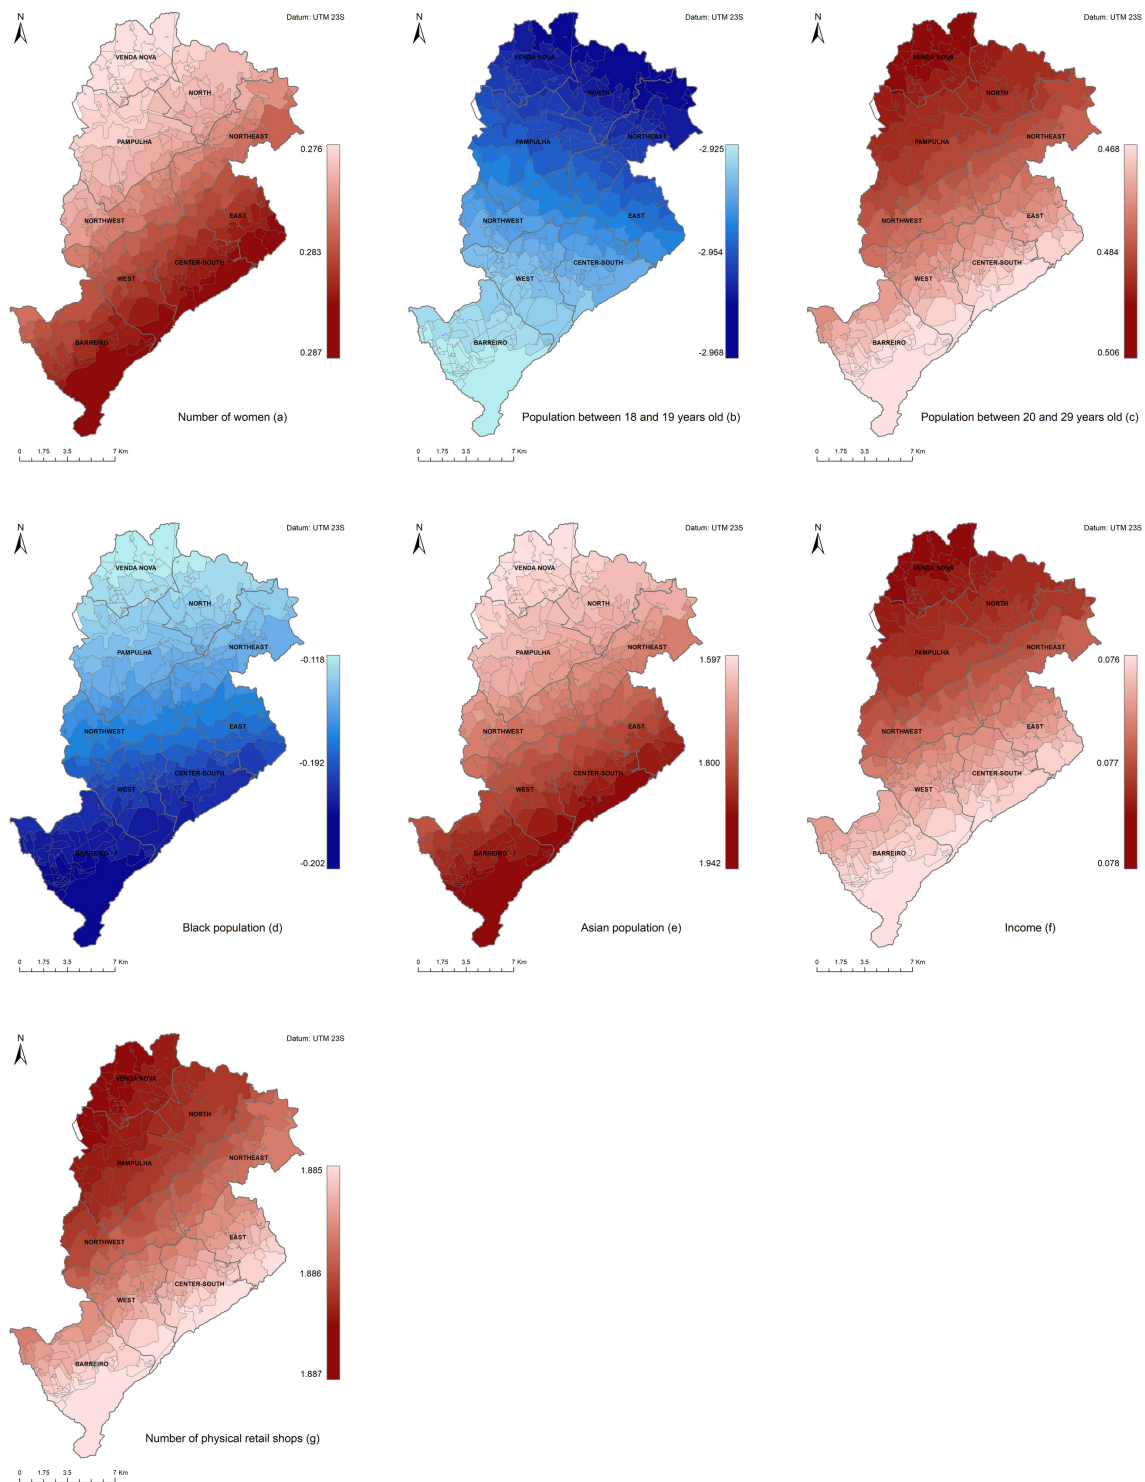 N
Datum: UTM 23S
VENDA NOVA
NORTH
NORTHEAST
PAMPULHA
NORTHWEST
EAST
CENTER-SOUTH
WEST
BARREIRO
0.276
0.283
0.287
Number of women (a)
0 1.75 3.5 7 Km
N
Datum: UTM 23S
VENDA NOVA
NORTH
NORTHEAST
PAMPULHA
NORTHWEST
EAST
CENTER-SOUTH
WEST
BARREIRO
-2.925
-2.954
-2.968
Population between 18 and 19 years old (b)
0 1.75 3.5 7 Km
N
Datum: UTM 23S
VENDA NOVA
NORTH
NORTHEAST
PAMPULHA
NORTHWEST
EAST
CENTER-SOUTH
WEST
BARREIRO
0.468
0.484
0.506
Population between 20 and 29 years old (c)
0 1.75 3.5 7 Km
N
Datum: UTM 23S
VENDA NOVA
NORTH
NORTHEAST
PAMPULHA
NORTHWEST
EAST
CENTER-SOUTH
WEST
BARREIRO
-0.118
-0.192
-0.202
Black population (d)
0 1.75 3.5 7 Km
N
Datum: UTM 23S
VENDA NOVA
NORTH
NORTHEAST
PAMPULHA
NORTHWEST
EAST
CENTER-SOUTH
WEST
BARREIRO
1.597
1.800
1.942
Asian population (e)
0 1.75 3.5 7 Km
N
Datum: UTM 23S
VENDA NOVA
NORTH
NORTHEAST
PAMPULHA
NORTHWEST
EAST
CENTER-SOUTH
WEST
BARREIRO
0.076
0.077
0.078
Income (f)
0 1.75 3.5 7 Km
N
Datum: UTM 23S
VENDA NOVA
NORTH
NORTHEAST
PAMPULHA
NORTHWEST
EAST
CENTER-SOUTH
WEST
BARREIRO
1.885
1.886
1.887
Number of physical retail shops (g)
0 1.75 3.5 7 Km